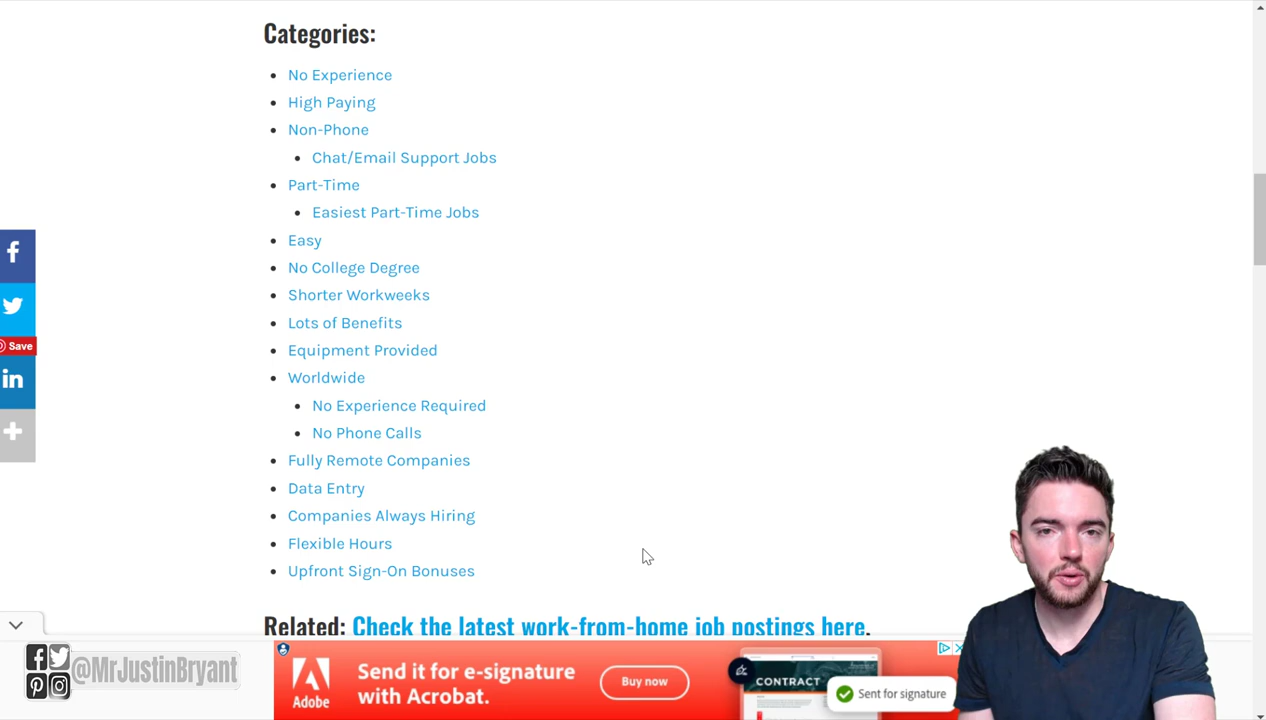 Categories:
No Experience
High Paying
Non-Phone
Chat/Email Support Jobs
Part-Time
Easiest Part-Time Jobs
Easy
No College Degree
Shorter Workweeks
Lots of Benefits
Equipment Provided
Worldwide
No Experience Required
No Phone Calls
Fully Remote Companies
Data Entry
Companies Always Hiring
Flexible Hours
Upfront Sign-On Bonuses
Related: Check the latest work-from-home job postings here.
Save
@MrJustinBryant
Adobe
Send it for e-signature
with Acrobat.
Buy now
CONTRACT
Sent for signature